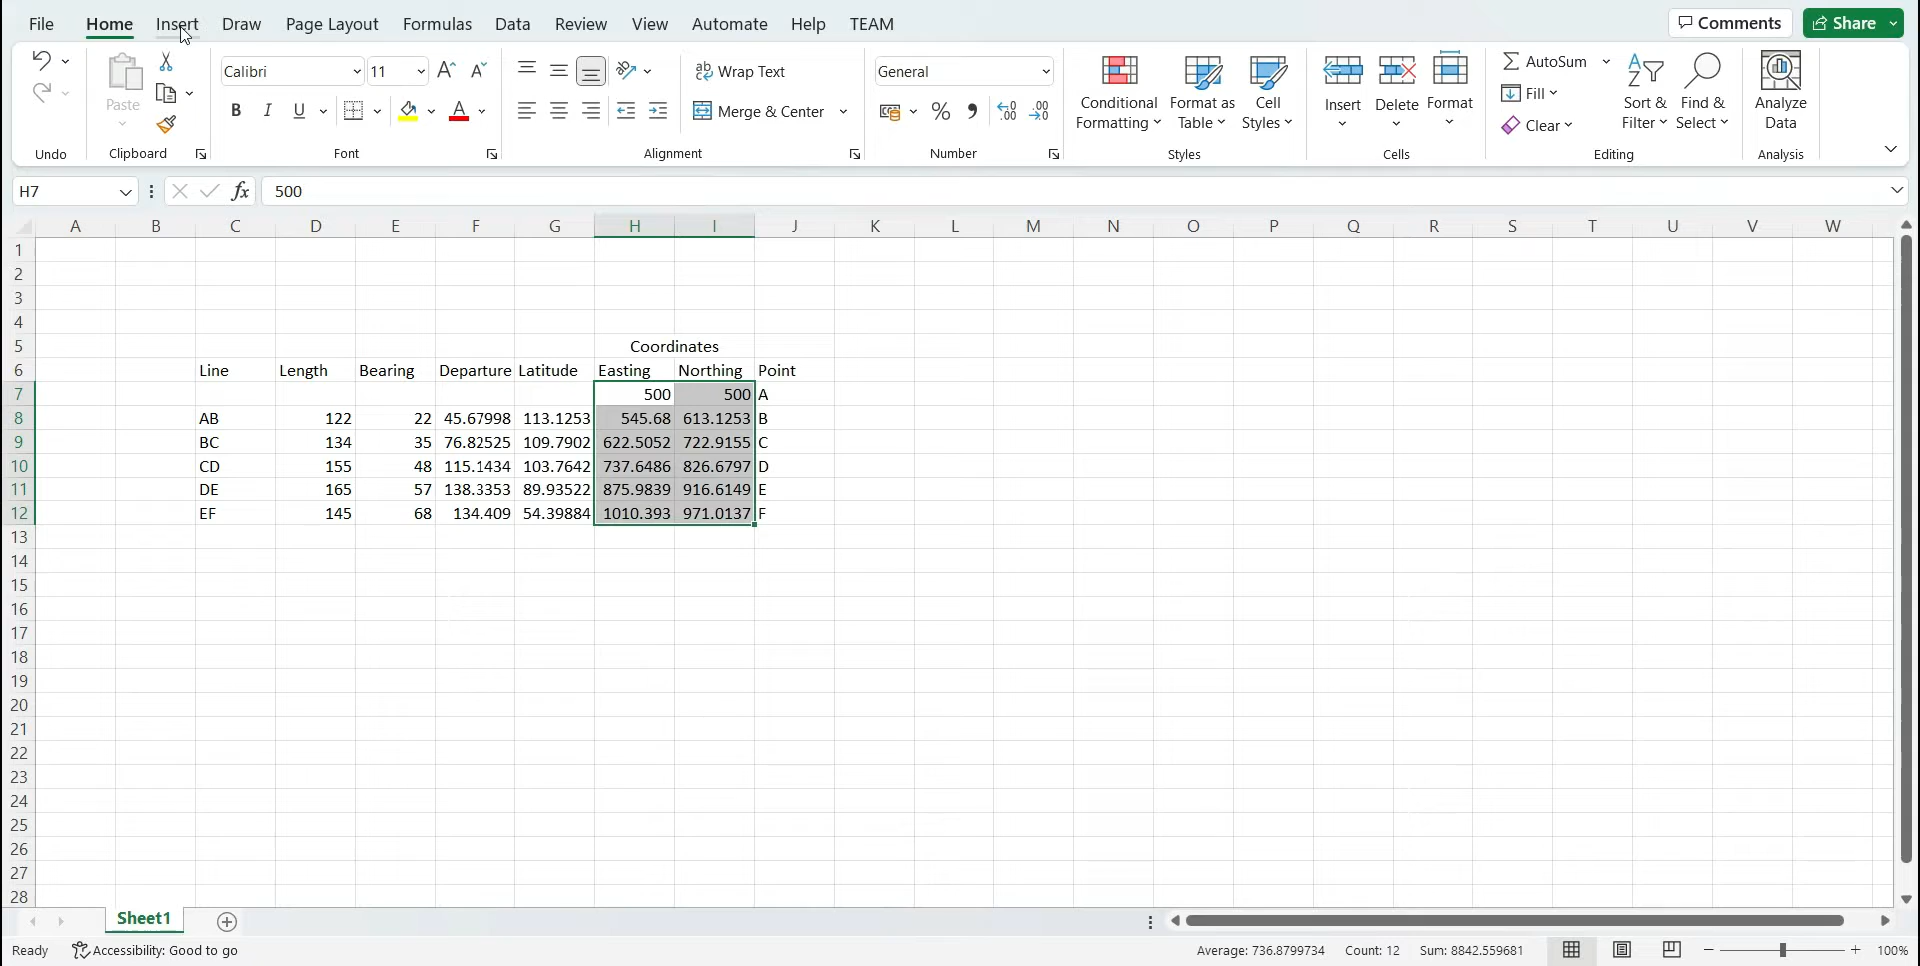 File Home Insert Draw Page Layout Formulas Data Review View Automate Help TEAM Comments Share
Calibri 11 ab Wrap Text General AutoSum
Paste Conditional Formatting Format as Table Cell Styles Insert Delete Format Fill Sort & Filter Find & Select Analyze Data
B I U A Merge & Center % Clear
Undo Clipboard Font Alignment Number Styles Cells Editing Analysis
H7 fx 500
A B C D E F G H I J K L M N O P Q R S T U V W
1
2
3
4
5 Coordinates
6 Line Length Bearing Departure Latitude Easting Northing Point
7 500 500 A
8 AB 122 22 45.67998 113.1253 545.68 613.1253 B
9 BC 134 35 76.82525 109.7902 622.5052 722.9155 C
10 CD 155 48 115.1434 103.7642 737.6486 826.6797 D
11 DE 165 57 138.3353 89.93522 875.9839 916.6149 E
12 EF 145 68 134.409 54.39884 1010.393 971.0137 F
13
14
15
16
17
18
19
20
21
22
23
24
25
26
27
28
Sheet1
Ready Accessibility: Good to go Average: 736.8799734 Count: 12 Sum: 8842.559681 100%